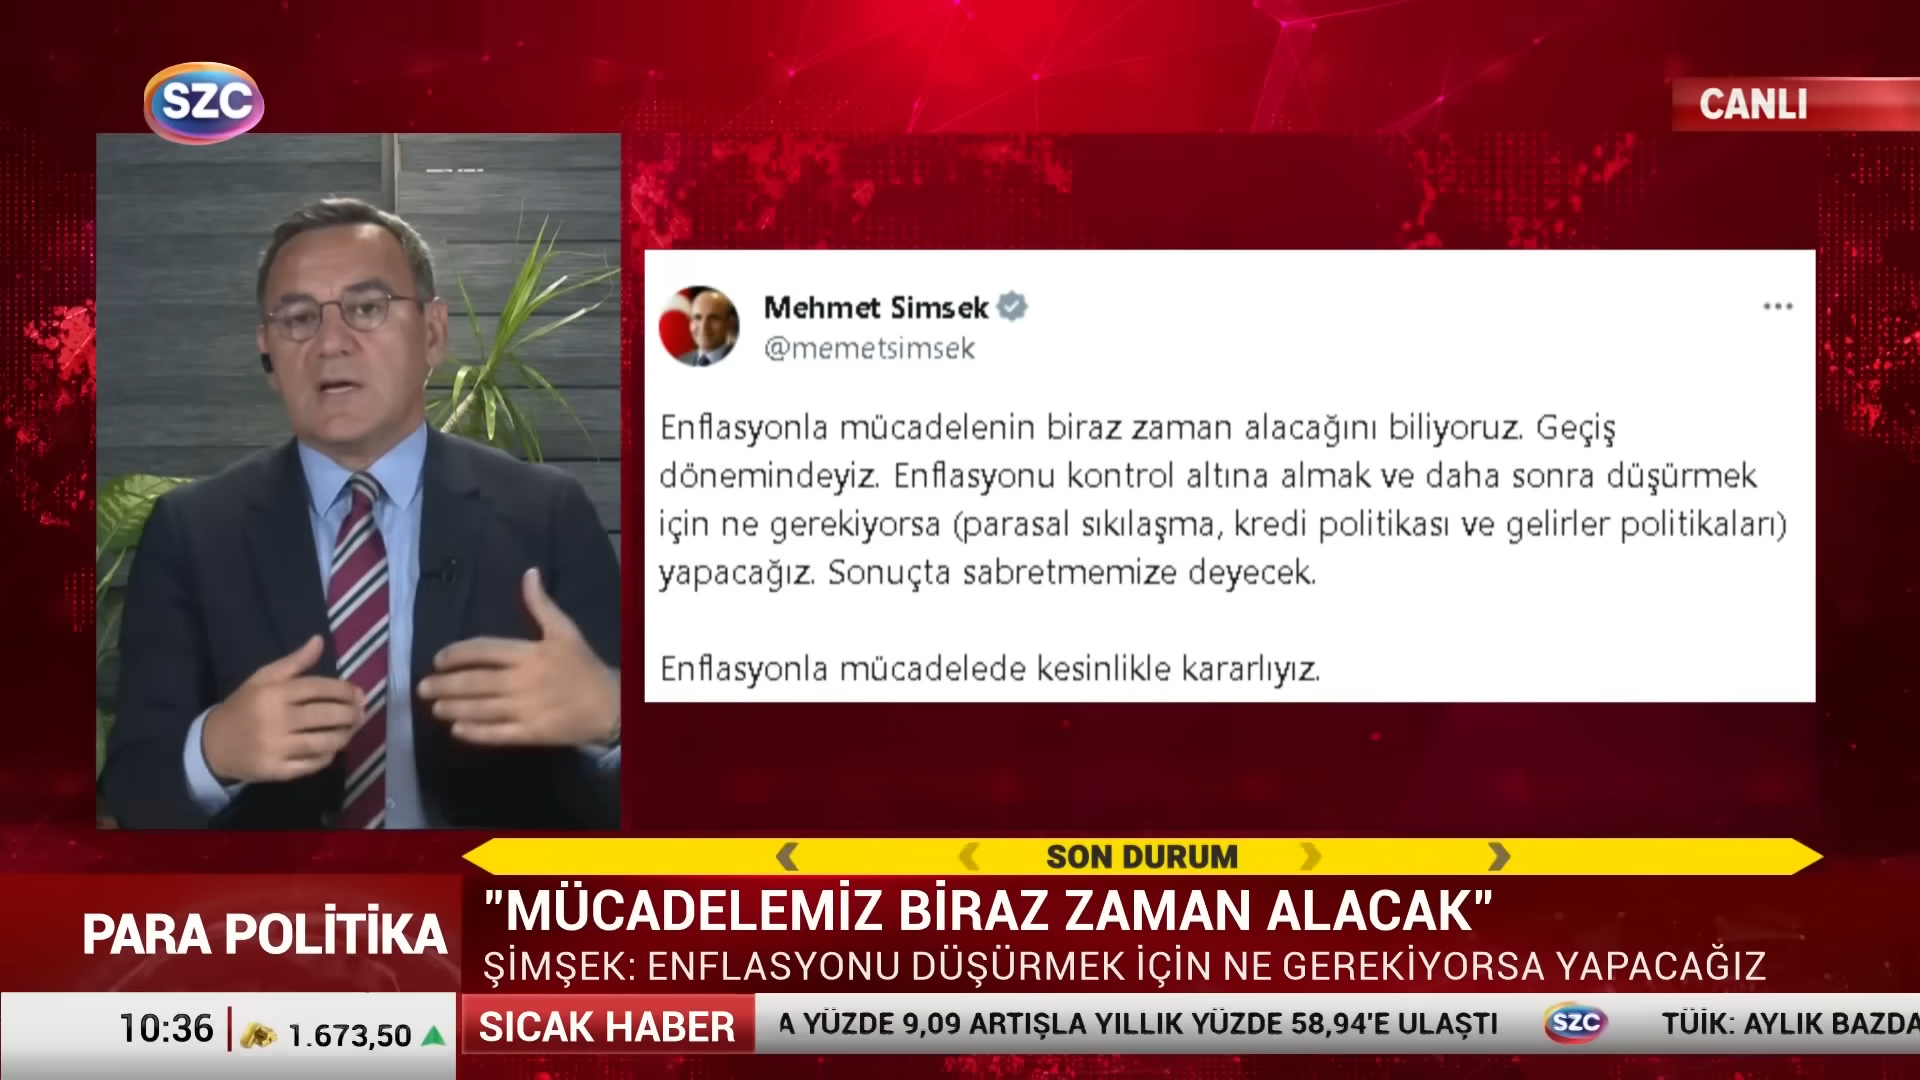 SZC
CANLI
Mehmet Simsek
@memetsimsek
Enflasyonla mücadelenin biraz zaman alacağını biliyoruz. Geçiş
dönemindeyiz. Enflasyonu kontrol altına almak ve daha sonra düşürmek
için ne gerekiyorsa (parasal sıkılaşma, kredi politikası ve gelirler politikaları)
yapacağız. Sonuçta sabretmemize deyecek.
Enflasyonla mücadelede kesinlikle kararlıyız.
SON DURUM
PARA POLİTİKA
"MÜCADELEMİZ BİRAZ ZAMAN ALACAK"
ŞİMŞEK: ENFLASYONU DÜŞÜRMEK İÇİN NE GEREKİYORSA YAPACAĞIZ
10:36 1.673,50
SICAK HABER
A YÜZDE 9,09 ARTIŞLA YILLIK YÜZDE 58,94'E ULAŞTI SZC TÜİK: AYLIK BAZDA